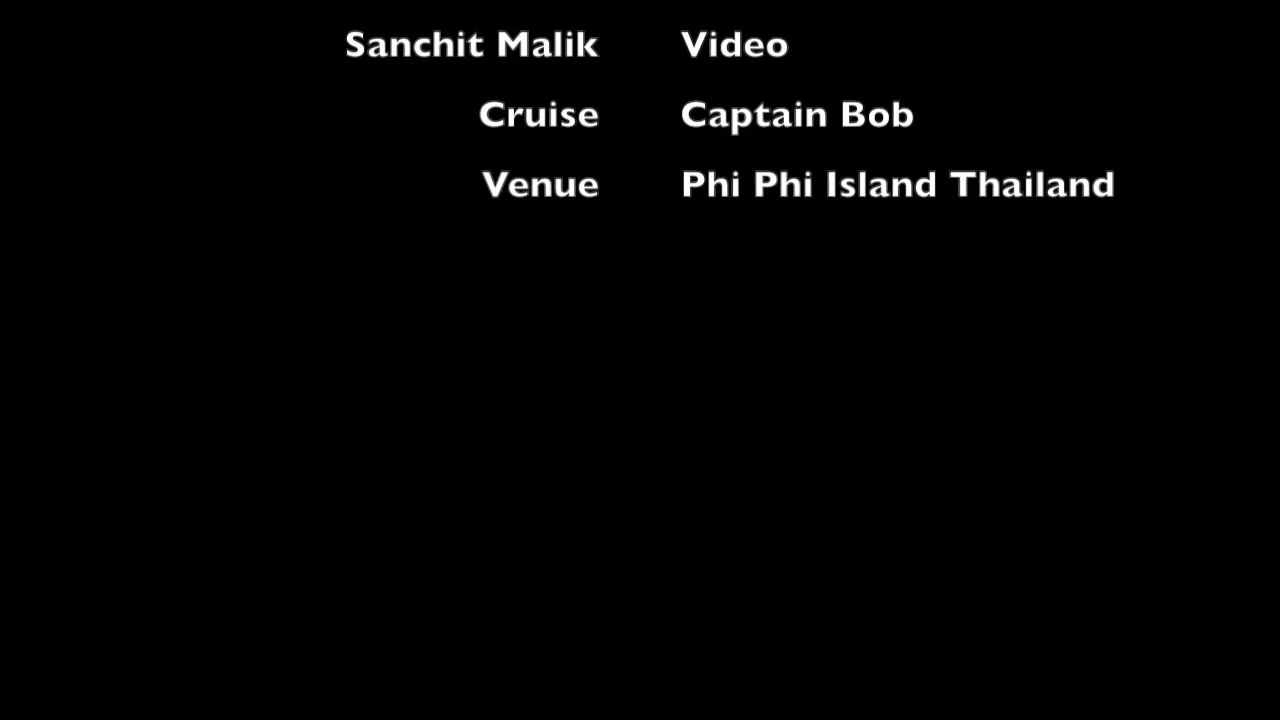 Sanchit Malik Video
Cruise Captain Bob
Venue Phi Phi Island Thailand